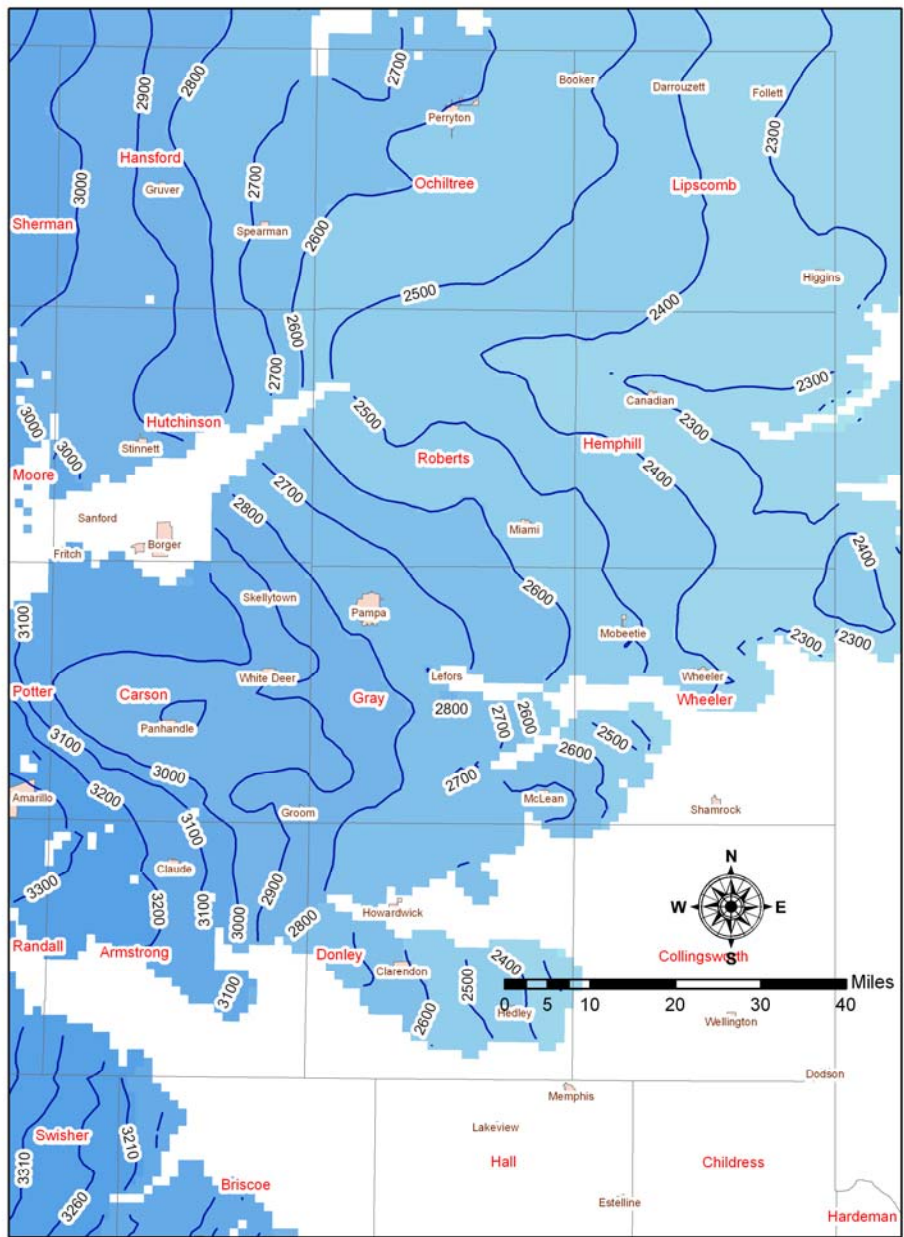 2700
2800
2900
Booker
Darrouzett
Follett
Perryton
2300
Hansford
Gruver
3000
2700
Ochiltree
Lipscomb
Sherman
Spearman
2600
Higgins
2500
2400
2600
2700
2300
Canadian
3000
2500
2300
Hutchinson
3000
Stinnett
Hemphill
Moore
Roberts
2400
2700
2800
Sanford
Miami
Borger
Fritch
2400
Skellytown
2600
Pampa
3100
Mobeetie
2300
2300
White Deer
Lefors
Wheeler
Potter
Carson
Gray
2800
Wheeler
2700
2600
Panhandle
3100
2500
2600
3000
2700
3200
Amarillo
McLean
Groom
Shamrock
3100
N
Claude
3300
2900
W
E
3200
3100
3000
Howardwick
2800
S
Randall
Armstrong
Donley
Collingsworth
2400
Clarendon
2500
3100
Miles
2600
0
5
10
20
30
40
Hedley
Wellington
Dodson
Memphis
Swisher
3210
Lakeview
3310
Hall
Childress
Briscoe
3260
Estelline
Hardeman